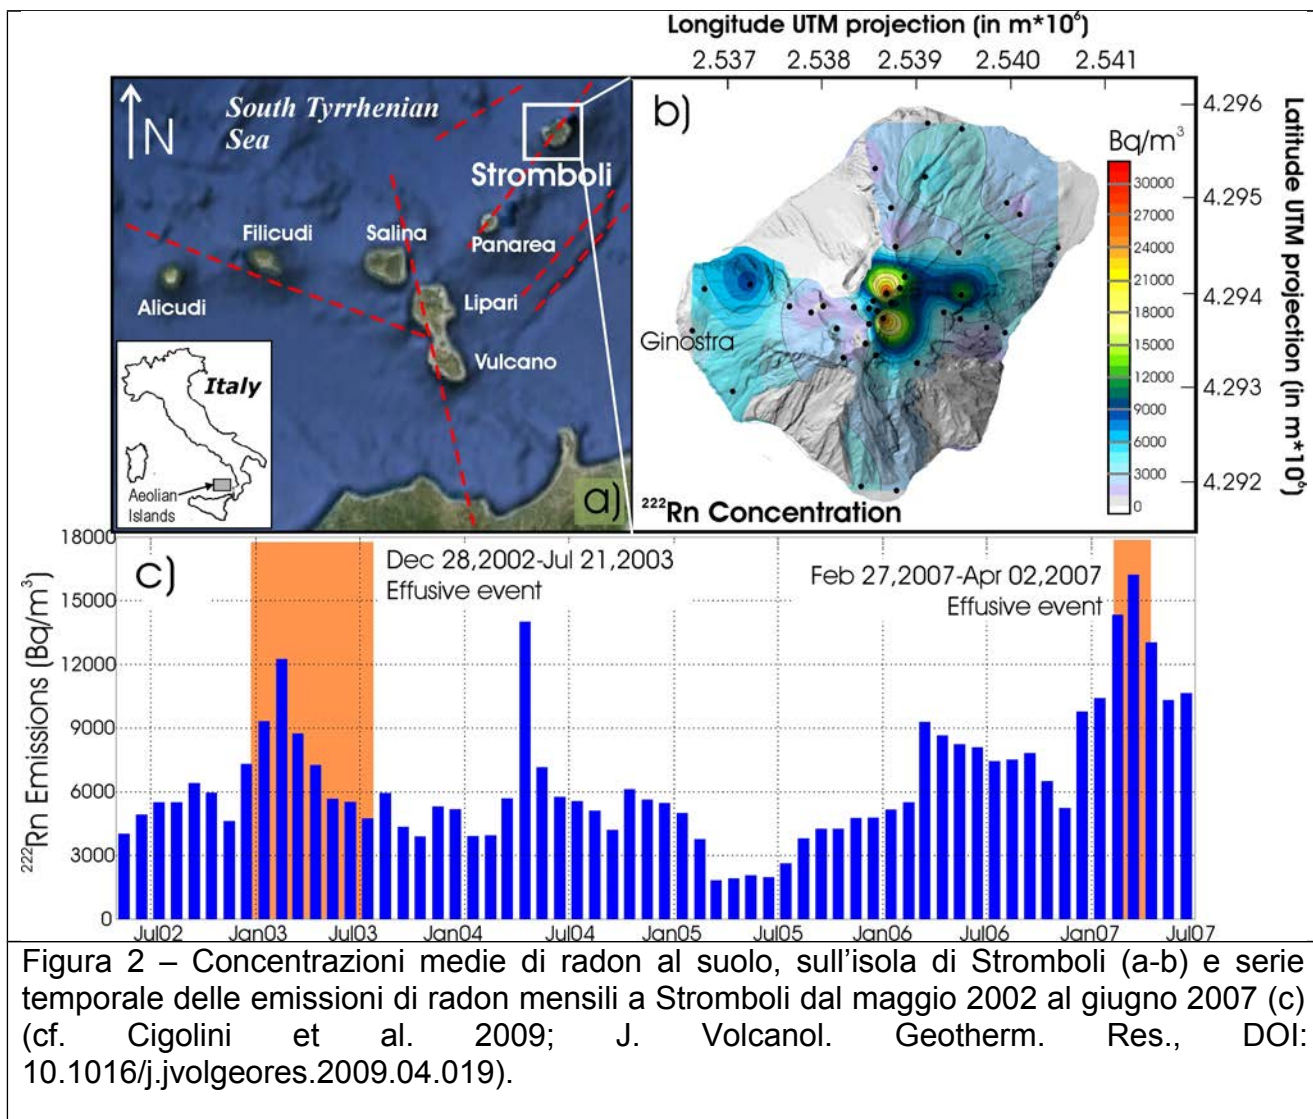 Longitude UTM projection (in m*10⁶)
2.537 2.538 2.539 2.540 2.541
N
South Tyrrhenian
Sea
Stromboli
Panarea
Salina
Filicudi
Alicudi
Lipari
Vulcano
Italy
Aeolian
Islands
a)
b)
Ginostra
²²²Rn Concentration
Bq/m³
30000
27000
24000
21000
18000
15000
12000
9000
6000
3000
0
4.296
4.295
4.294
4.293
4.292
Latitude UTM projection (in m*10⁶)
c)
Dec 28,2002-Jul 21,2003
Effusive event
Feb 27,2007-Apr 02,2007
Effusive event
²²²Rn Emissions (Bq/m³)
18000
15000
12000
9000
6000
3000
0
Jul02 Jan03 Jul03 Jan04 Jul04 Jan05 Jul05 Jan06 Jul06 Jan07 Jul07
Figura 2 – Concentrazioni medie di radon al suolo, sull’isola di Stromboli (a-b) e serie
temporale delle emissioni di radon mensili a Stromboli dal maggio 2002 al giugno 2007 (c)
(cf. Cigolini et al. 2009; J. Volcanol. Geotherm. Res., DOI:
10.1016/j.jvolgeores.2009.04.019).